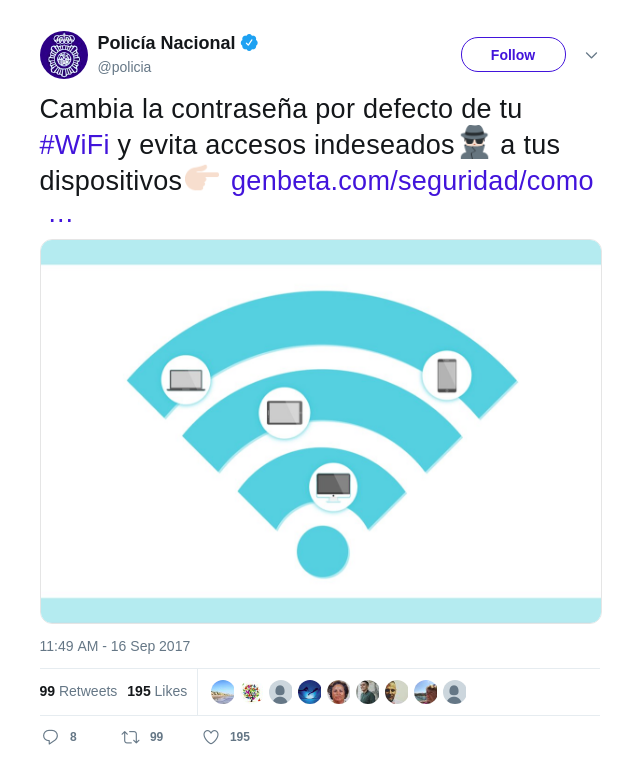 Policía Nacional
@policia
Follow
Cambia la contraseña por defecto de tu
#WiFi y evita accesos indeseados a tus
dispositivos genbeta.com/seguridad/como
…
11:49 AM - 16 Sep 2017
99 Retweets 195 Likes
8 99 195